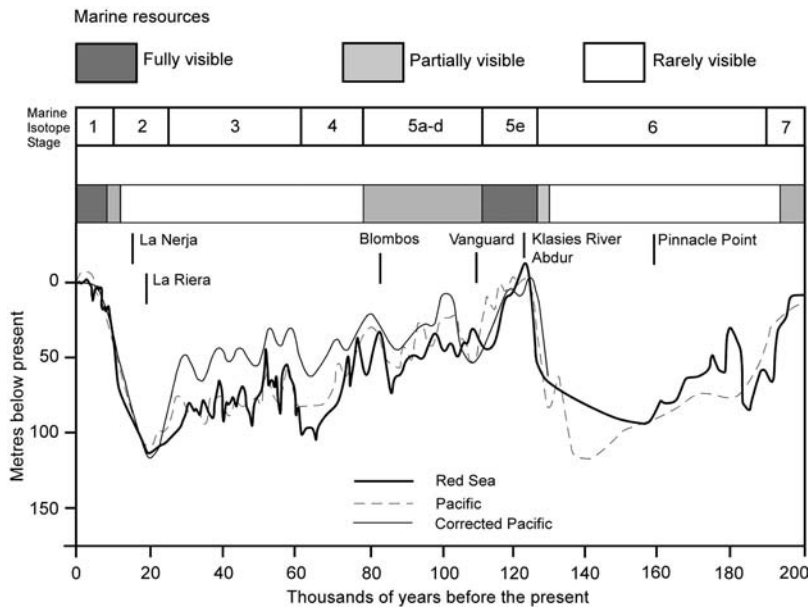 Marine resources
Fully visible
Partially visible
Rarely visible
Marine
Isotope
Stage
1 2 3 4 5a-d 5e 6 7
La Nerja Blombos Vanguard Klasies River Pinnacle Point
Abdur
La Riera
0
50
100
150
Metres below present
Red Sea
Pacific
Corrected Pacific
0 20 40 60 80 100 120 140 160 180 200
Thousands of years before the present